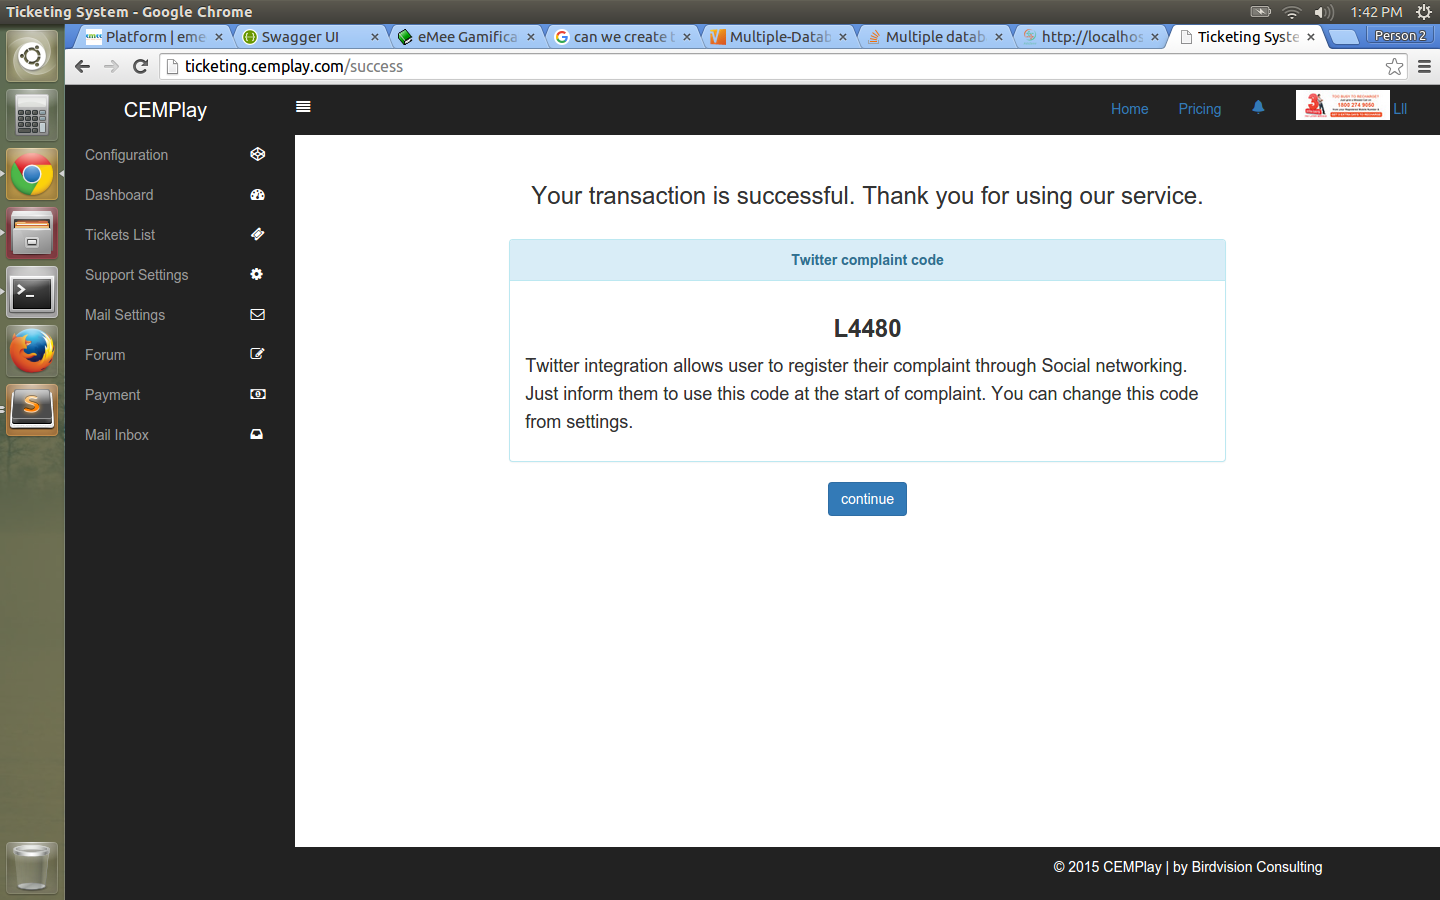 Ticketing System - Google Chrome
1:42 PM
Platform | eme
Swagger UI
eMee Gamifica
can we create t
Multiple-Datab
Multiple datab
http://localhos
Ticketing Syste
Person 2
ticketing.cemplay.com/success
CEMPlay
Home
Pricing
1800 274 9050
Lll
Configuration
Dashboard
Tickets List
Support Settings
Mail Settings
Forum
Payment
Mail Inbox
Your transaction is successful. Thank you for using our service.
Twitter complaint code
L4480
Twitter integration allows user to register their complaint through Social networking.
Just inform them to use this code at the start of complaint. You can change this code
from settings.
continue
© 2015 CEMPlay | by Birdvision Consulting